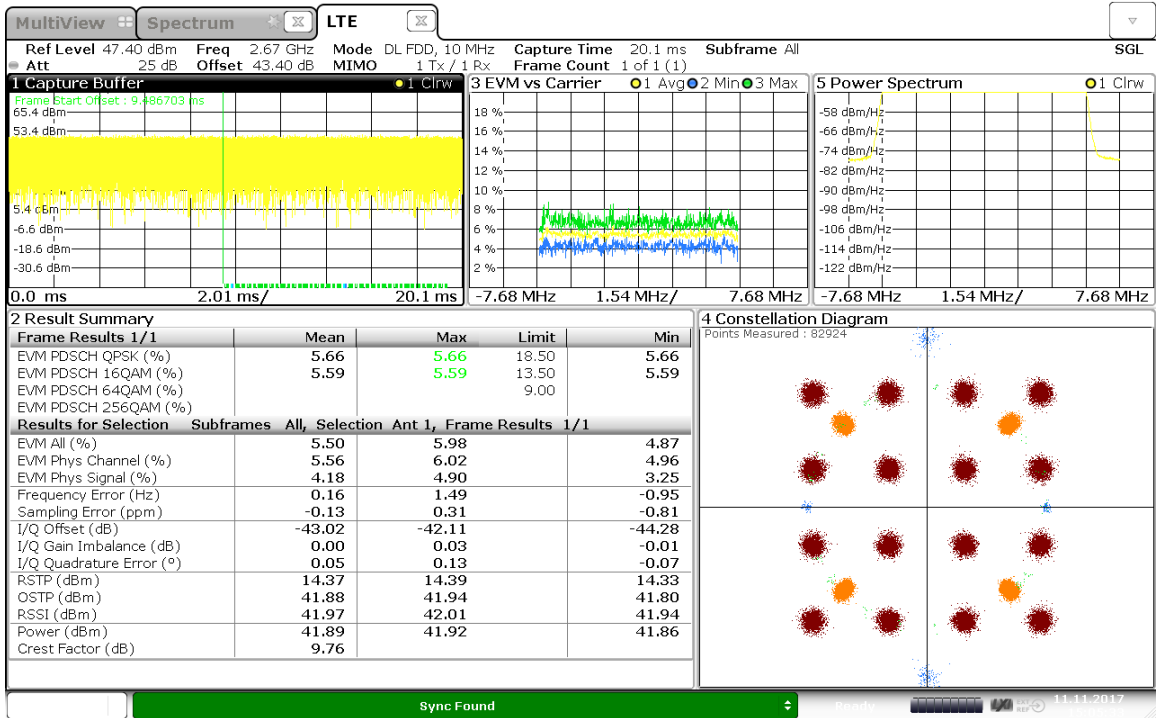 MultiView Spectrum LTE
Ref Level 47.40 dBm Freq 2.67 GHz Mode DL FDD, 10 MHz Capture Time 20.1 ms Subframe All SGL
Att 25 dB Offset 43.40 dB MIMO 1 Tx / 1 Rx Frame Count 1 of 1 (1)
1 Capture Buffer 1 Clrw
Frame Start Offset : 9.486703 ms
65.4 dBm
53.4 dBm
5.4 dBm
-6.6 dBm
-18.6 dBm
-30.6 dBm
0.0 ms 2.01 ms/ 20.1 ms
3 EVM vs Carrier 1 Avg 2 Min 3 Max
18 %
16 %
14 %
12 %
10 %
8 %
6 %
4 %
2 %
-7.68 MHz 1.54 MHz/ 7.68 MHz
5 Power Spectrum 1 Clrw
-58 dBm/Hz
-66 dBm/Hz
-74 dBm/Hz
-82 dBm/Hz
-90 dBm/Hz
-98 dBm/Hz
-106 dBm/Hz
-114 dBm/Hz
-122 dBm/Hz
-7.68 MHz 1.54 MHz/ 7.68 MHz
2 Result Summary
Frame Results 1/1 Mean Max Limit Min
EVM PDSCH QPSK (%) 5.66 5.66 18.50 5.66
EVM PDSCH 16QAM (%) 5.59 5.59 13.50 5.59
EVM PDSCH 64QAM (%) 9.00
EVM PDSCH 256QAM (%)
Results for Selection Subframes All, Selection Ant 1, Frame Results 1/1
EVM All (%) 5.50 5.98 4.87
EVM Phys Channel (%) 5.56 6.02 4.96
EVM Phys Signal (%) 4.18 4.90 3.25
Frequency Error (Hz) 0.16 1.49 -0.95
Sampling Error (ppm) -0.13 0.31 -0.81
I/Q Offset (dB) -43.02 -42.11 -44.28
I/Q Gain Imbalance (dB) 0.00 0.03 -0.01
I/Q Quadrature Error (°) 0.05 0.13 -0.07
RSTP (dBm) 14.37 14.39 14.33
OSTP (dBm) 41.88 41.94 41.80
RSSI (dBm) 41.97 42.01 41.94
Power (dBm) 41.89 41.92 41.86
Crest Factor (dB) 9.76
4 Constellation Diagram
Points Measured : 82924
Sync Found Ready LXI 11.11.2017